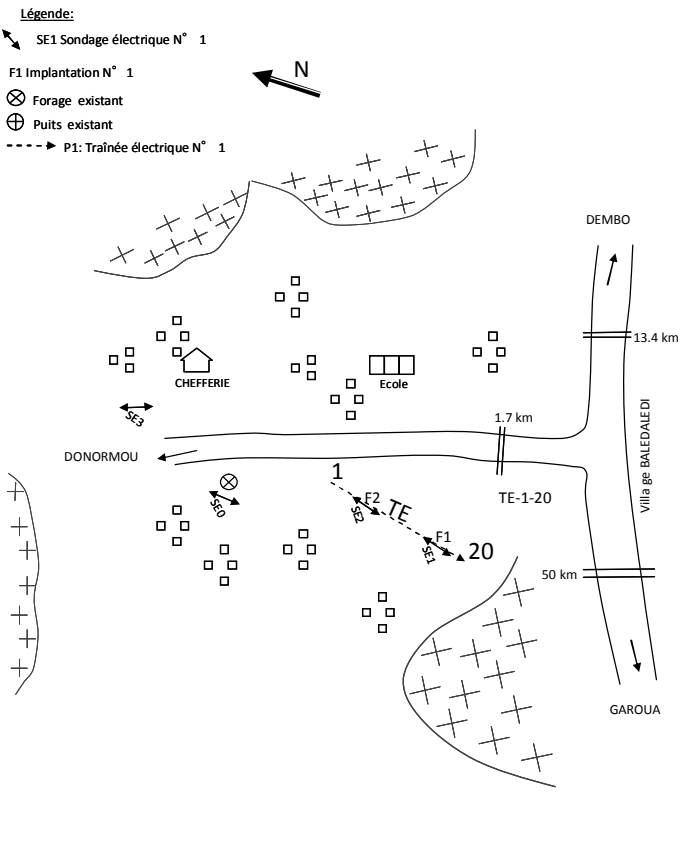 Légende:
SE1 Sondage électrique N° 1
F1 Implantation N° 1
Forage existant
Puits existant
P1: Traînée électrique N° 1
N
DEMBO
13.4 km
CHEFFERIE
Ecole
SE3
1.7 km
DONORMOU
Village BALEDALEDI
1
TE-1-20
SE0
F2
TE
SE2
F1
SE1
20
50 km
GAROUA